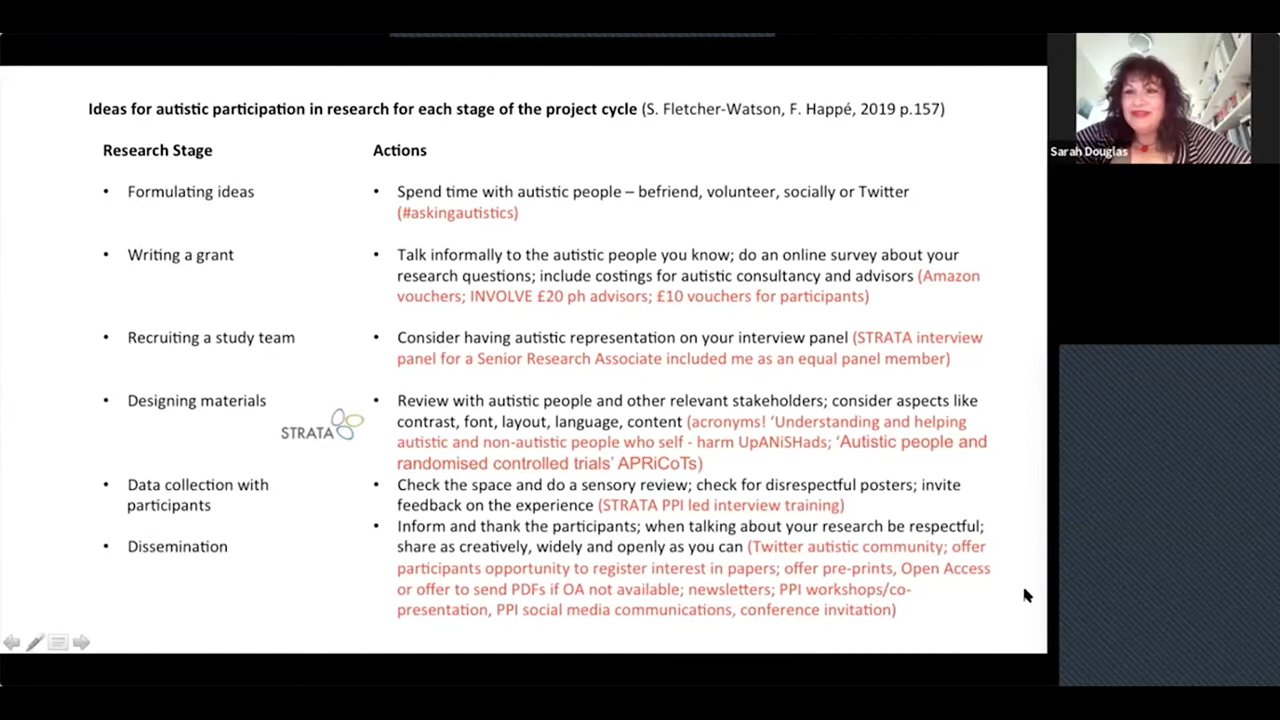 Ideas for autistic participation in research for each stage of the project cycle (S. Fletcher-Watson, F. Happé, 2019 p.157)
Sarah Douglas
Research Stage
Actions
• Formulating ideas
• Spend time with autistic people – befriend, volunteer, socially or Twitter
(#askingautistics)
• Writing a grant
• Talk informally to the autistic people you know; do an online survey about your
research questions; include costings for autistic consultancy and advisors (Amazon
vouchers; INVOLVE £20 ph advisors; £10 vouchers for participants)
• Recruiting a study team
• Consider having autistic representation on your interview panel (STRATA interview
panel for a Senior Research Associate included me as an equal panel member)
• Designing materials
STRATA
• Review with autistic people and other relevant stakeholders; consider aspects like
contrast, font, layout, language, content (acronyms! ‘Understanding and helping
autistic and non-autistic people who self - harm UpANiSHads; ‘Autistic people and
randomised controlled trials’ APRiCoTs)
• Data collection with
participants
• Check the space and do a sensory review; check for disrespectful posters; invite
feedback on the experience (STRATA PPI led interview training)
• Dissemination
• Inform and thank the participants; when talking about your research be respectful;
share as creatively, widely and openly as you can (Twitter autistic community; offer
participants opportunity to register interest in papers; offer pre-prints, Open Access
or offer to send PDFs if OA not available; newsletters; PPI workshops/co-
presentation, PPI social media communications, conference invitation)